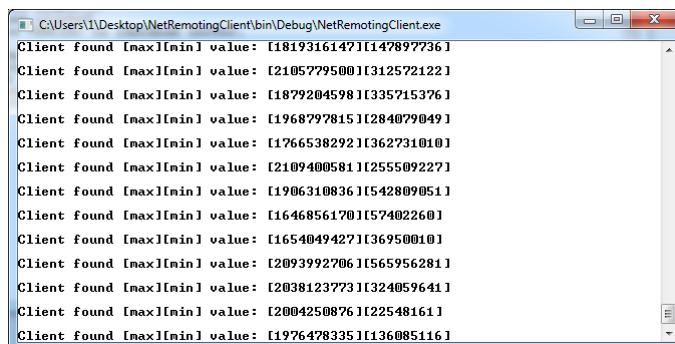 C:\Users\1\Desktop\NetRemotingClient\bin\Debug\NetRemotingClient.exe
Client found [max][min] value: [1819316147][147897736]
Client found [max][min] value: [2105779500][312572122]
Client found [max][min] value: [1879204598][335715376]
Client found [max][min] value: [1968797815][284079049]
Client found [max][min] value: [1766538292][362731010]
Client found [max][min] value: [2109400581][255509227]
Client found [max][min] value: [1906310836][542809051]
Client found [max][min] value: [1646856170][57402260]
Client found [max][min] value: [1654049427][36950010]
Client found [max][min] value: [2093992706][565956281]
Client found [max][min] value: [2038123773][324059641]
Client found [max][min] value: [2004250876][22548161]
Client found [max][min] value: [1976478335][136085116]